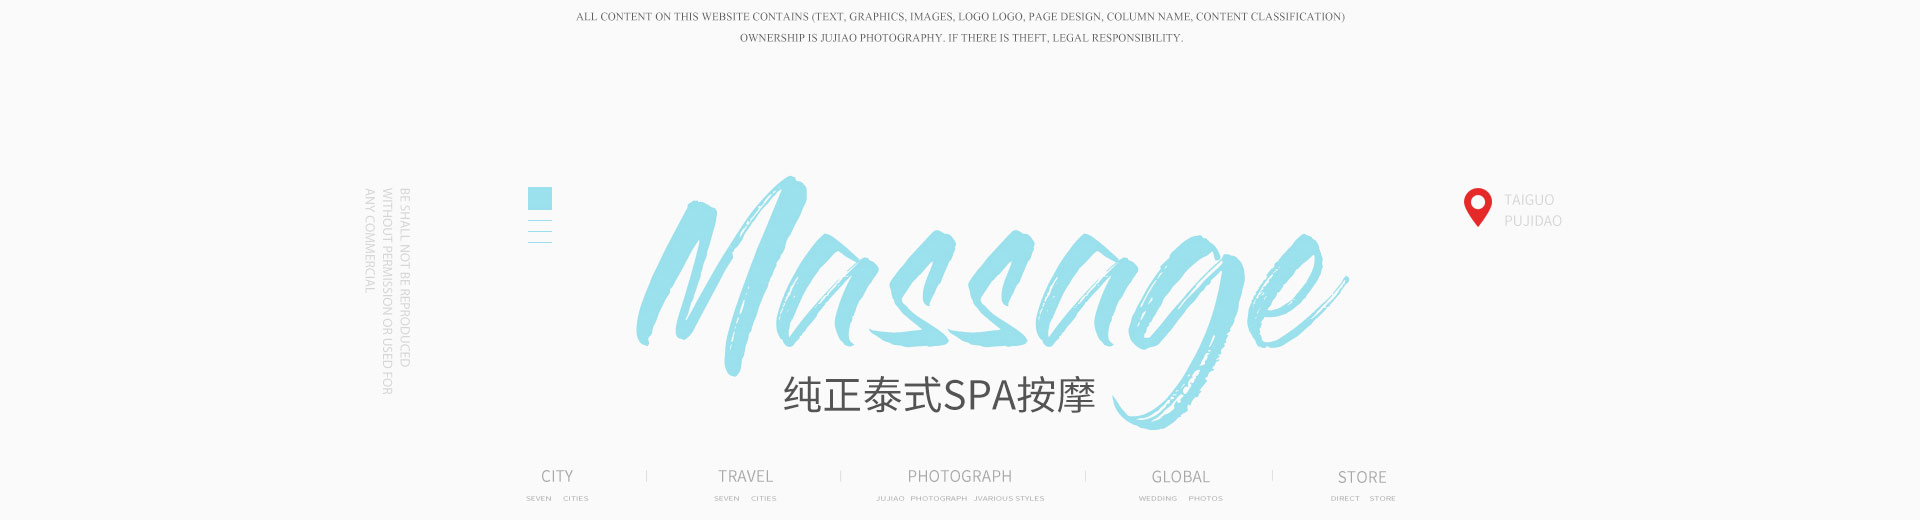 ALL CONTENT ON THIS WEBSITE CONTAINS (TEXT, GRAPHICS, IMAGES, LOGO LOGO, PAGE DESIGN, COLUMN NAME, CONTENT CLASSIFICATION)
OWNERSHIP IS JUJIAO PHOTOGRAPHY. IF THERE IS THEFT, LEGAL RESPONSIBILITY.
BE SHALL NOT BE REPRODUCED
WITHOUT PERMISSION OR USED FOR
ANY COMMERCIAL
TAIGUO
PUJIDAO
Massage
纯正泰式SPA按摩
CITY
SEVEN CITIES
TRAVEL
SEVEN CITIES
PHOTOGRAPH
JUJIAO PHOTOGRAPH JVARIOUS STYLES
GLOBAL
WEDDING PHOTOS
STORE
DIRECT STORE